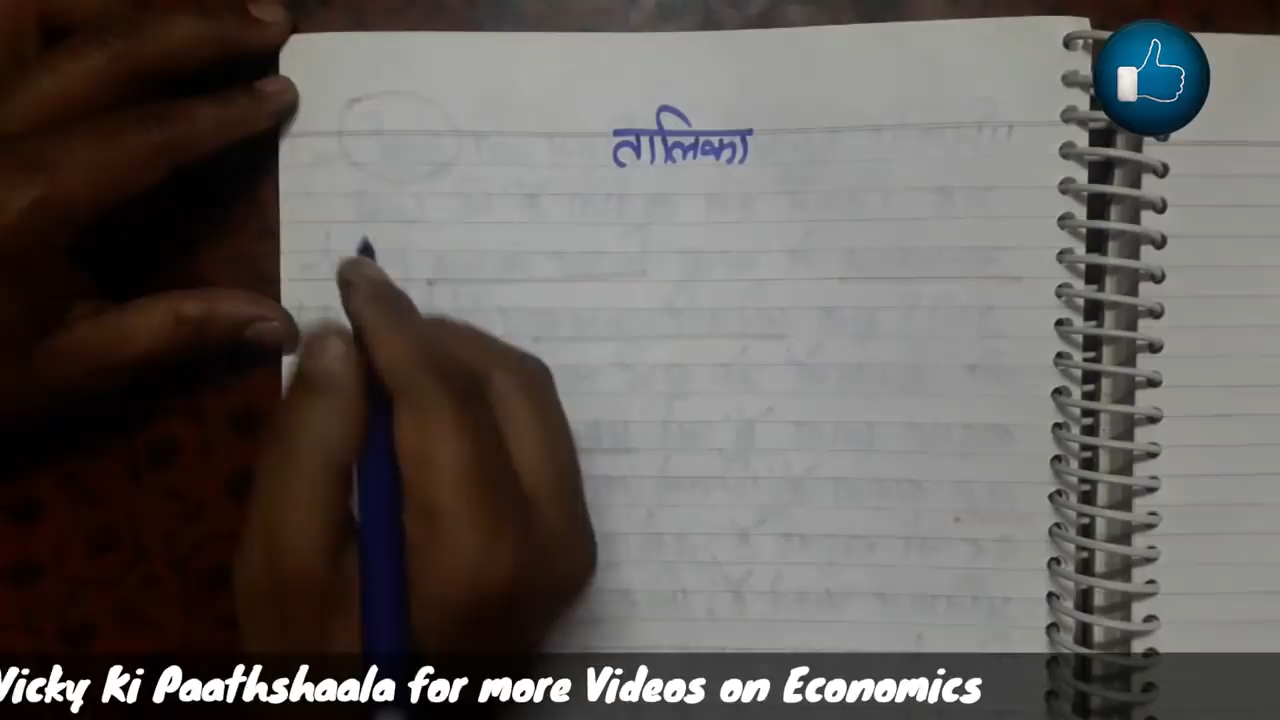 तालिका
Vicky Ki Paathshaala for more Videos on Economics